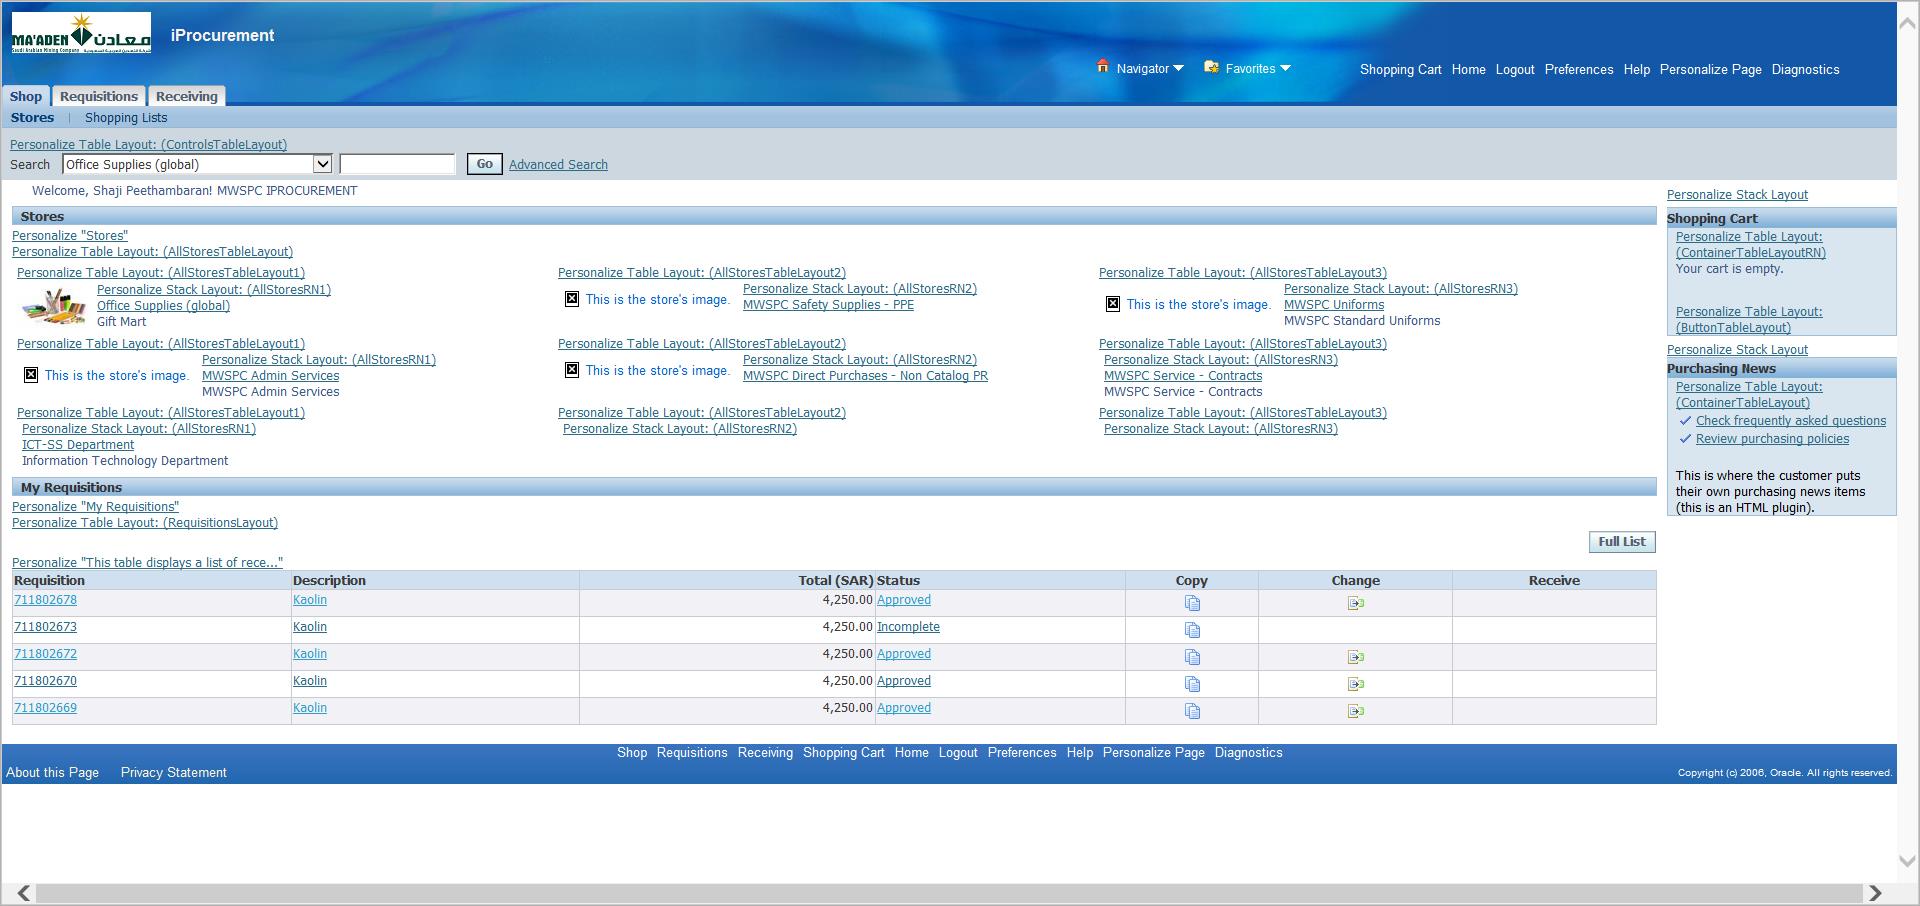 MA'ADEN معادن
Saudi Arabian Mining Company
iProcurement
Navigator Favorites Shopping Cart Home Logout Preferences Help Personalize Page Diagnostics
Shop Requisitions Receiving
Stores | Shopping Lists
Personalize Table Layout: (ControlsTableLayout)
Search Office Supplies (global) Go Advanced Search
Welcome, Shaji Peethambaran! MWSPC IPROCUREMENT
Stores
Personalize "Stores"
Personalize Table Layout: (AllStoresTableLayout)
Personalize Table Layout: (AllStoresTableLayout1)
Personalize Stack Layout: (AllStoresRN1)
Office Supplies (global)
Gift Mart
Personalize Table Layout: (AllStoresTableLayout2)
Personalize Stack Layout: (AllStoresRN2)
This is the store's image. MWSPC Safety Supplies - PPE
Personalize Table Layout: (AllStoresTableLayout3)
Personalize Stack Layout: (AllStoresRN3)
This is the store's image. MWSPC Uniforms
MWSPC Standard Uniforms
Personalize Table Layout: (AllStoresTableLayout1)
Personalize Stack Layout: (AllStoresRN1)
This is the store's image. MWSPC Admin Services
MWSPC Admin Services
Personalize Table Layout: (AllStoresTableLayout2)
Personalize Stack Layout: (AllStoresRN2)
This is the store's image. MWSPC Direct Purchases - Non Catalog PR
Personalize Table Layout: (AllStoresTableLayout3)
Personalize Stack Layout: (AllStoresRN3)
MWSPC Service - Contracts
MWSPC Service - Contracts
Personalize Table Layout: (AllStoresTableLayout1)
Personalize Stack Layout: (AllStoresRN1)
ICT-SS Department
Information Technology Department
Personalize Table Layout: (AllStoresTableLayout2)
Personalize Stack Layout: (AllStoresRN2)
Personalize Table Layout: (AllStoresTableLayout3)
Personalize Stack Layout: (AllStoresRN3)
My Requisitions
Personalize "My Requisitions"
Personalize Table Layout: (RequisitionsLayout)
Full List
Personalize "This table displays a list of rece..."
Requisition Description Total (SAR) Status Copy Change Receive
711802678 Kaolin 4,250.00 Approved
711802673 Kaolin 4,250.00 Incomplete
711802672 Kaolin 4,250.00 Approved
711802670 Kaolin 4,250.00 Approved
711802669 Kaolin 4,250.00 Approved
Personalize Stack Layout
Shopping Cart
Personalize Table Layout:
(ContainerTableLayoutRN)
Your cart is empty.
Personalize Table Layout:
(ButtonTableLayout)
Personalize Stack Layout
Purchasing News
Personalize Table Layout:
(ContainerTableLayout)
Check frequently asked questions
Review purchasing policies
This is where the customer puts
their own purchasing news items
(this is an HTML plugin).
Shop Requisitions Receiving Shopping Cart Home Logout Preferences Help Personalize Page Diagnostics
About this Page Privacy Statement
Copyright (c) 2006, Oracle. All rights reserved.